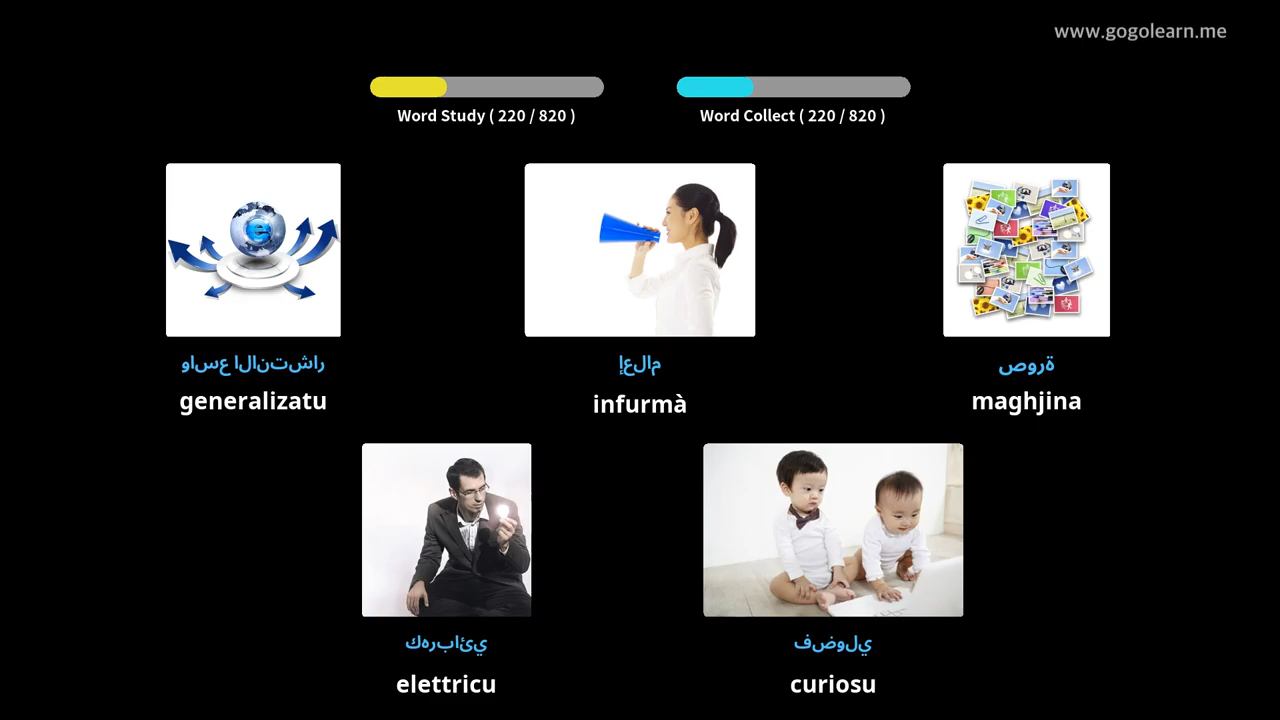 www.gogolearn.me
Word Study ( 220 / 820 )
Word Collect ( 220 / 820 )
واسع الانتشار
إعلام
صورة
generalizatu
infurmà
maghjina
كهربائي
فضولي
elettricu
curiosu